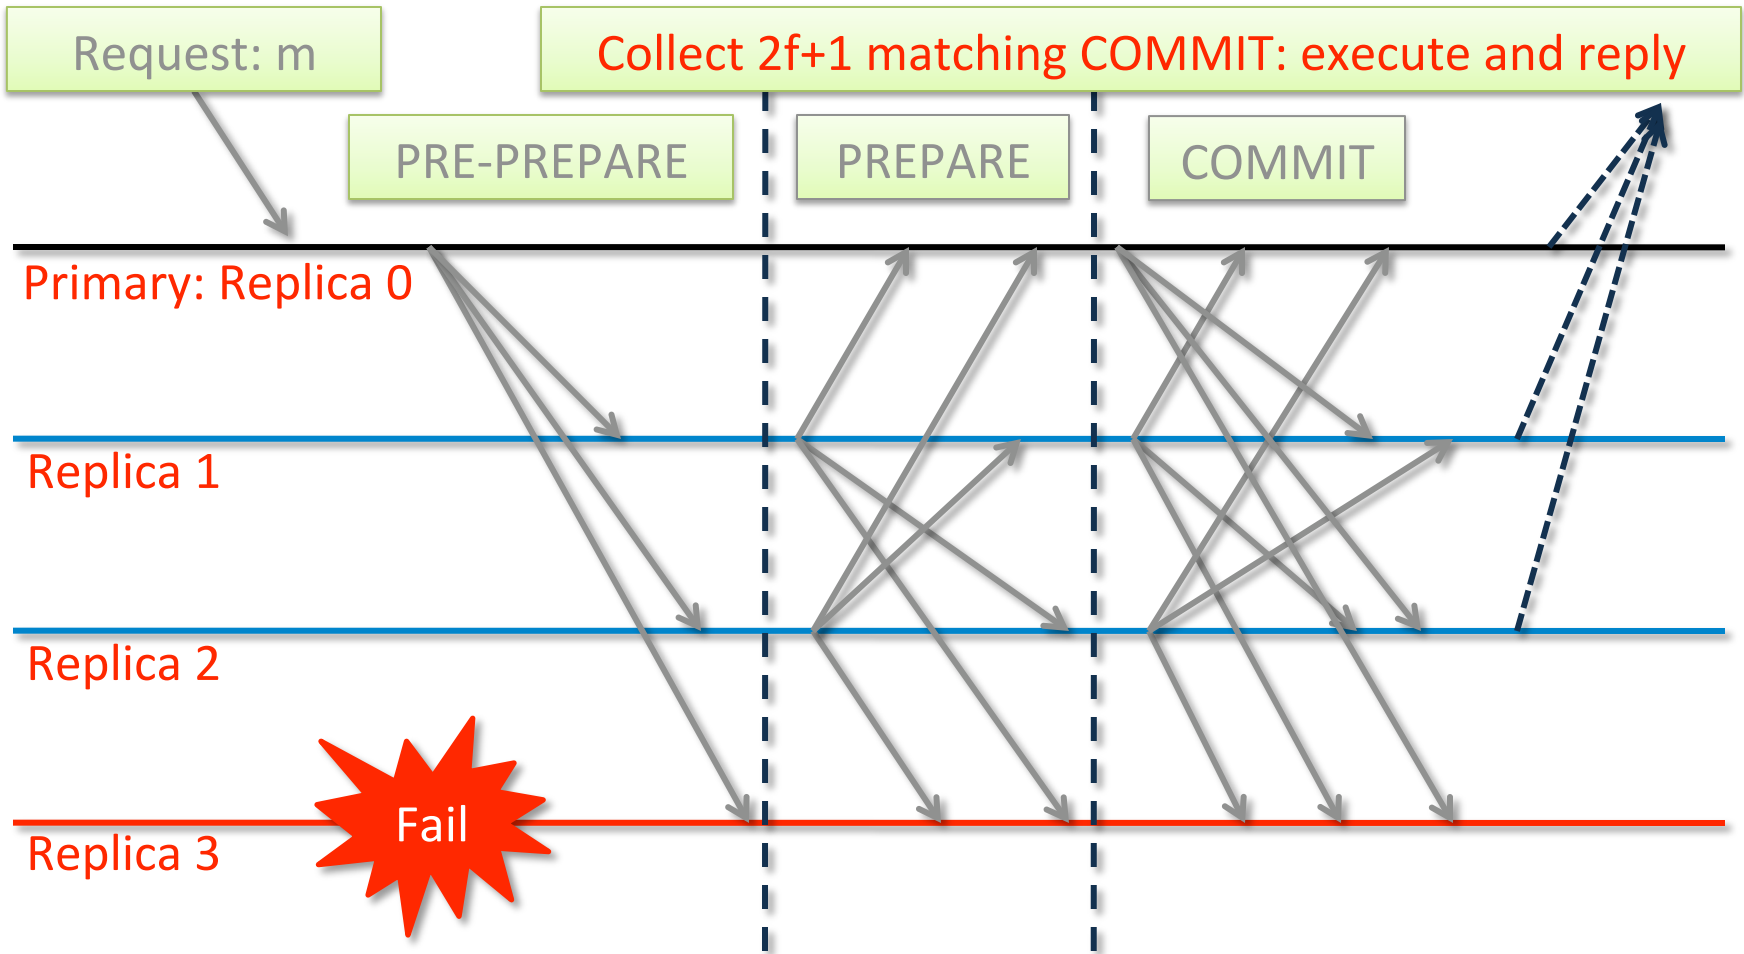 Request: m
Collect 2f+1 matching COMMIT: execute and reply
PRE-PREPARE
PREPARE
COMMIT
Primary: Replica 0
Replica 1
Replica 2
Fail
Replica 3